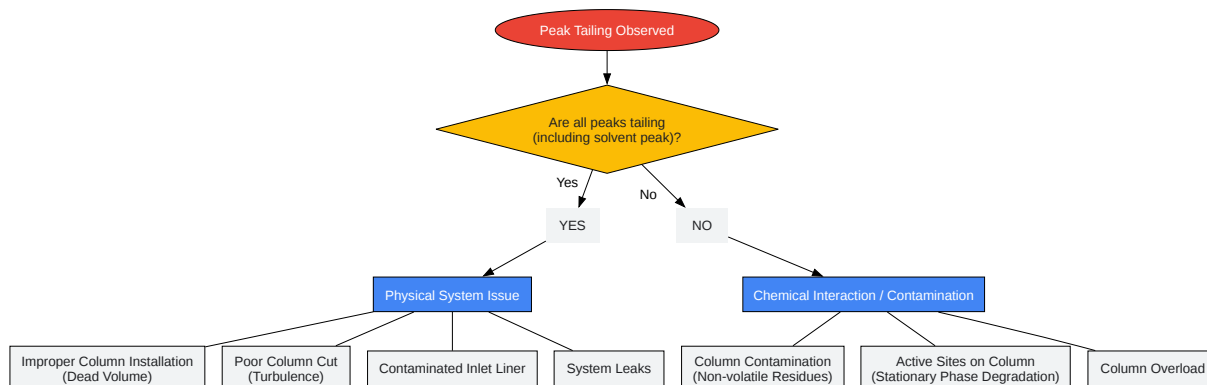 Peak Tailing Observed
Are all peaks tailing
(including solvent peak)?
Yes
No
YES
NO
Physical System Issue
Chemical Interaction / Contamination
Improper Column Installation
(Dead Volume)
Poor Column Cut
(Turbulence)
Contaminated Inlet Liner
System Leaks
Column Contamination
(Non-volatile Residues)
Active Sites on Column
(Stationary Phase Degradation)
Column Overload